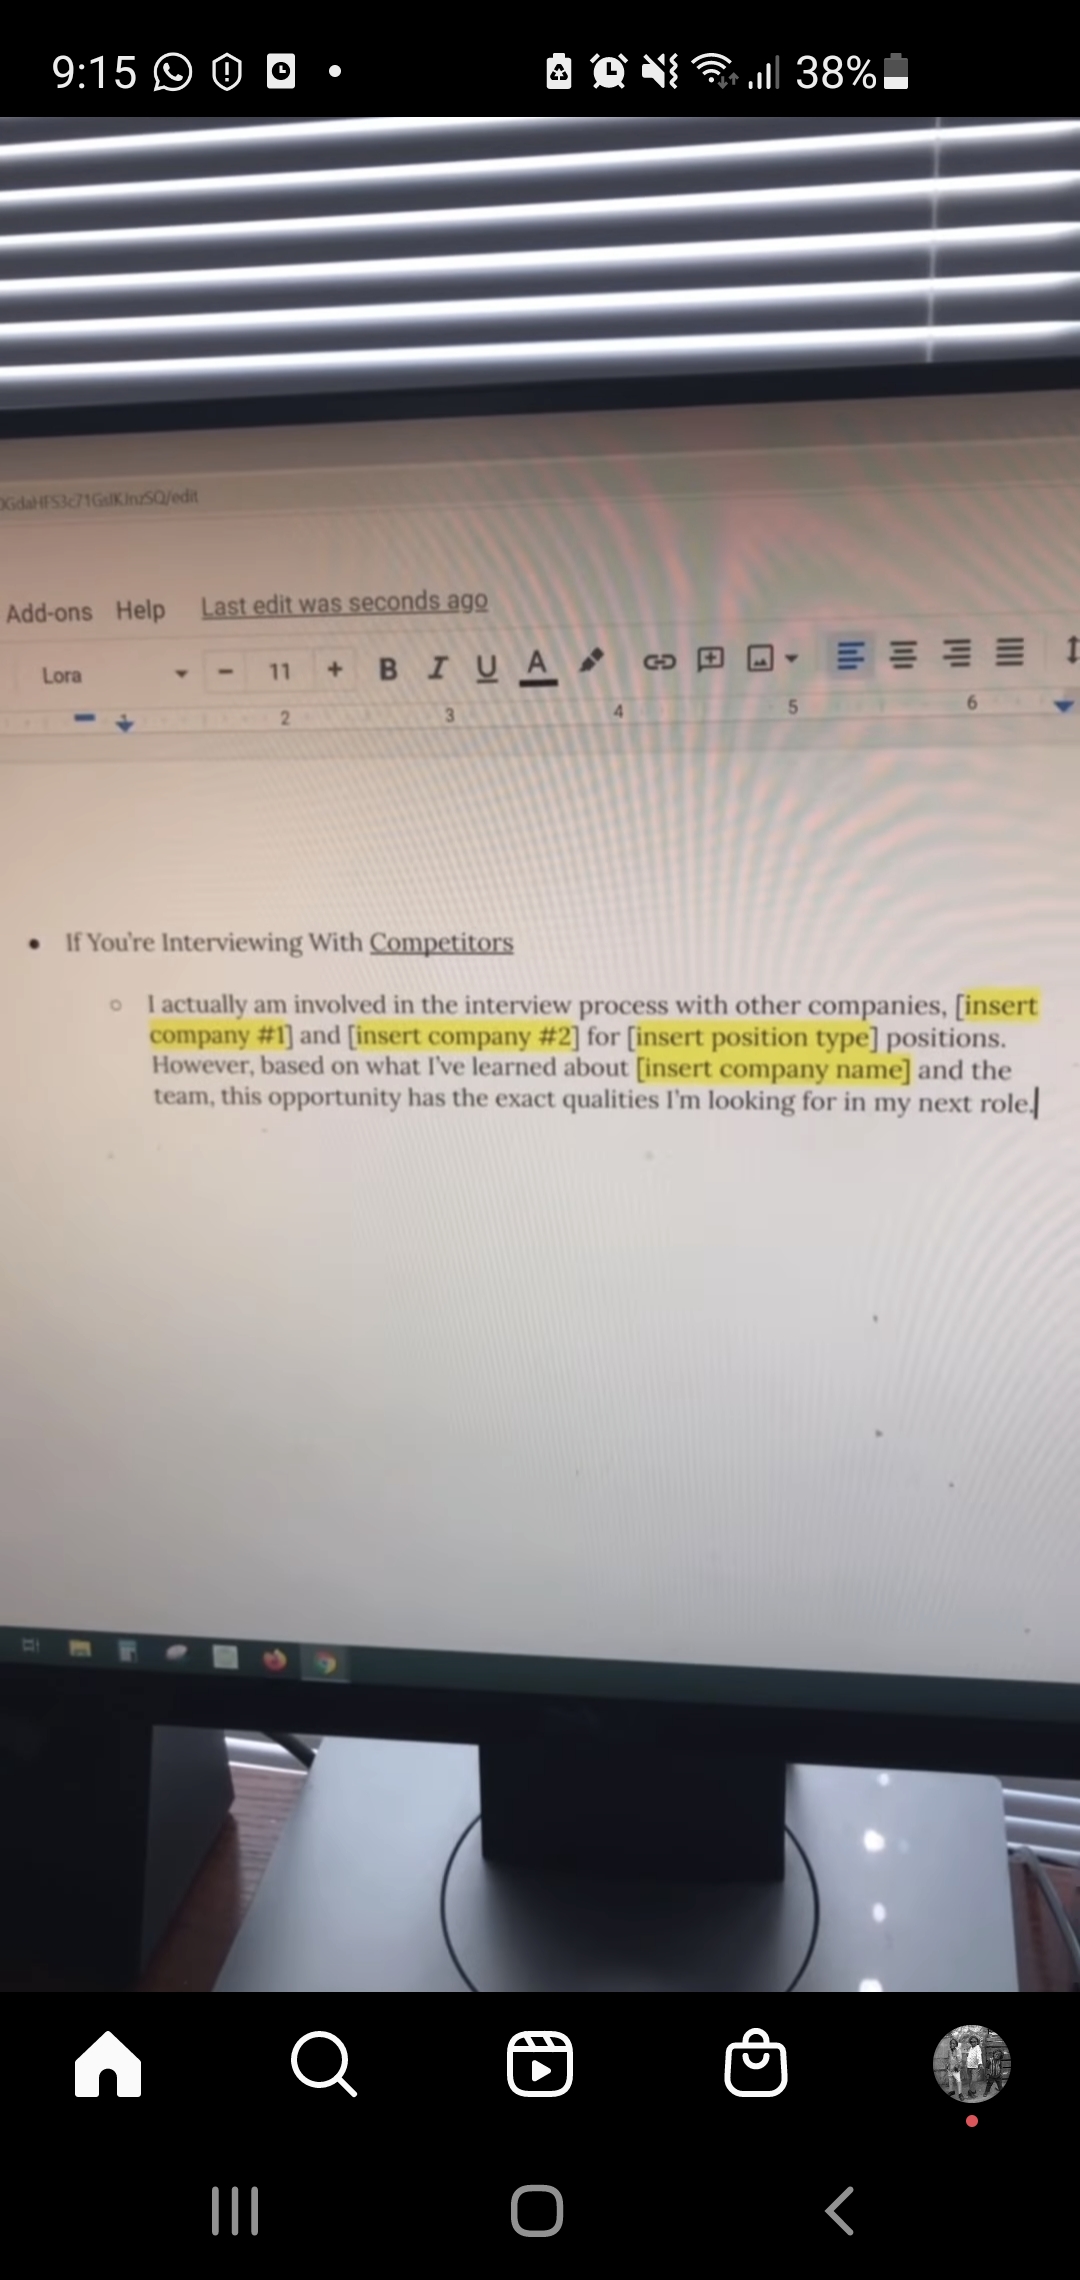 9:15
38%
XGdaHFS3c71GsIKJnzSQ/edit
Add-ons Help Last edit was seconds ago
Lora - 11 + B I U A
1 2 3 4 5 6
• If You're Interviewing With Competitors
○ I actually am involved in the interview process with other companies, [insert
company #1] and [insert company #2] for [insert position type] positions.
However, based on what I've learned about [insert company name] and the
team, this opportunity has the exact qualities I'm looking for in my next role.